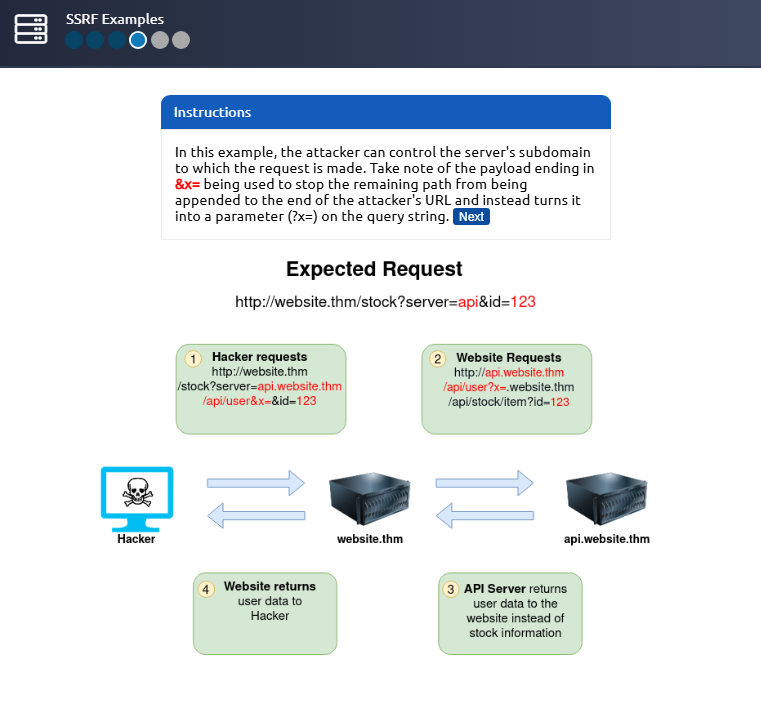 SSRF Examples
Instructions
In this example, the attacker can control the server's subdomain
to which the request is made. Take note of the payload ending in
&x= being used to stop the remaining path from being
appended to the end of the attacker's URL and instead turns it
into a parameter (?x=) on the query string. Next
Expected Request
http://website.thm/stock?server=api&id=123
1 Hacker requests
http://website.thm
/stock?server=api.website.thm
/api/user&x=&id=123
2 Website Requests
http://api.website.thm
/api/user?x=.website.thm
/api/stock/item?id=123
Hacker
website.thm
api.website.thm
4 Website returns
user data to
Hacker
3 API Server returns
user data to the
website instead of
stock information